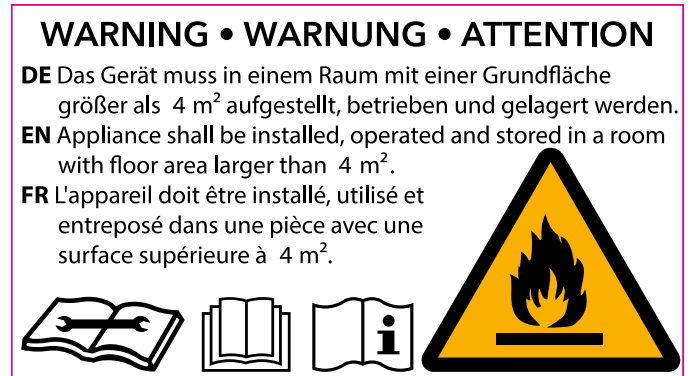 WARNING • WARNUNG • ATTENTION
DE Das Gerät muss in einem Raum mit einer Grundfläche
größer als 4 m² aufgestellt, betrieben und gelagert werden.
EN Appliance shall be installed, operated and stored in a room
with floor area larger than 4 m².
FR L'appareil doit être installé, utilisé et
entreposé dans une pièce avec une
surface supérieure à 4 m².
i